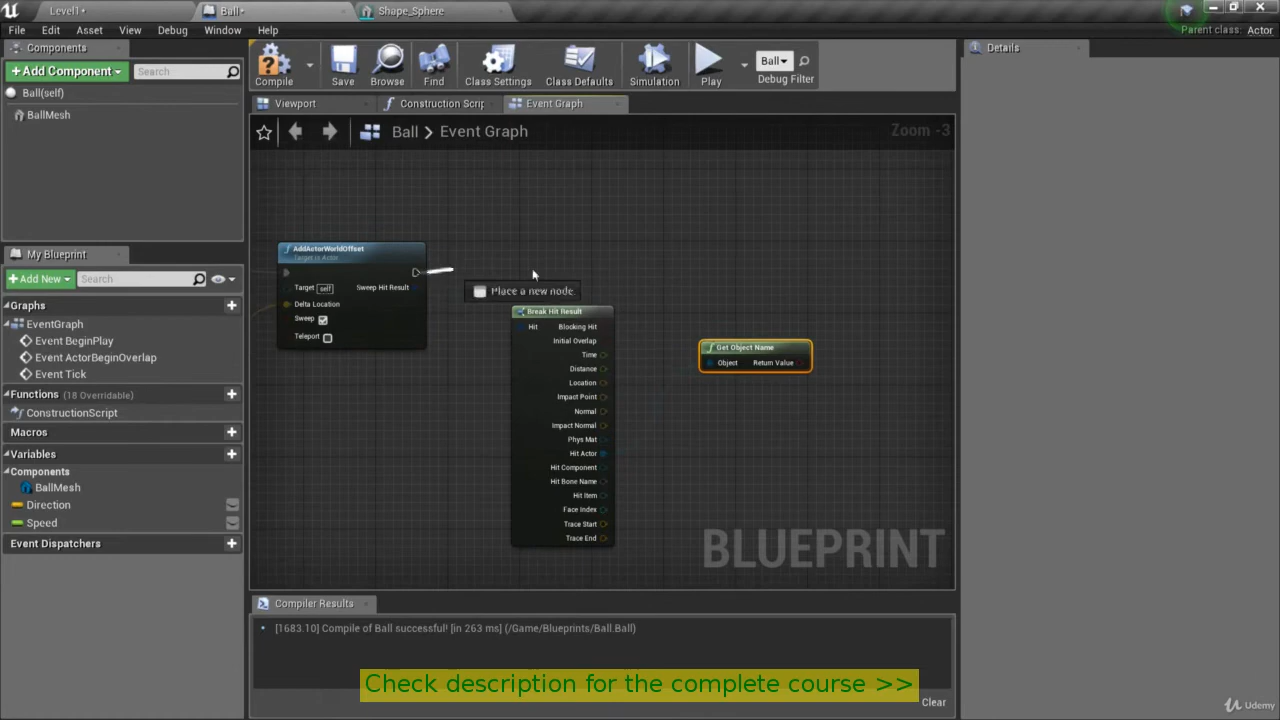 Level1•
Ball•
Shape_Sphere
File Edit Asset View Debug Window Help
Parent class: Actor
Components
+ Add Component
Search
Ball(self)
BallMesh
Compile
Save
Browse
Find
Class Settings
Class Defaults
Simulation
Play
Ball
Debug Filter
Details
Viewport
Construction Scrip
Event Graph
Ball > Event Graph
Zoom -3
My Blueprint
+ Add New
Search
Graphs
EventGraph
Event BeginPlay
Event ActorBeginOverlap
Event Tick
Functions (18 Overridable)
ConstructionScript
Macros
Variables
Components
BallMesh
Direction
Speed
Event Dispatchers
AddActorWorldOffset
Target is Actor
Target self
Sweep Hit Result
Delta Location
Sweep
Teleport
Place a new node.
Break Hit Result
Hit
Blocking Hit
Initial Overlap
Time
Distance
Location
Impact Point
Normal
Impact Normal
Phys Mat
Hit Actor
Hit Component
Hit Bone Name
Hit Item
Face Index
Trace Start
Trace End
Get Object Name
Object
Return Value
BLUEPRINT
Compiler Results
[1683.10] Compile of Ball successful! [in 263 ms] (/Game/Blueprints/Ball.Ball)
Check description for the complete course >>
Clear
Udemy